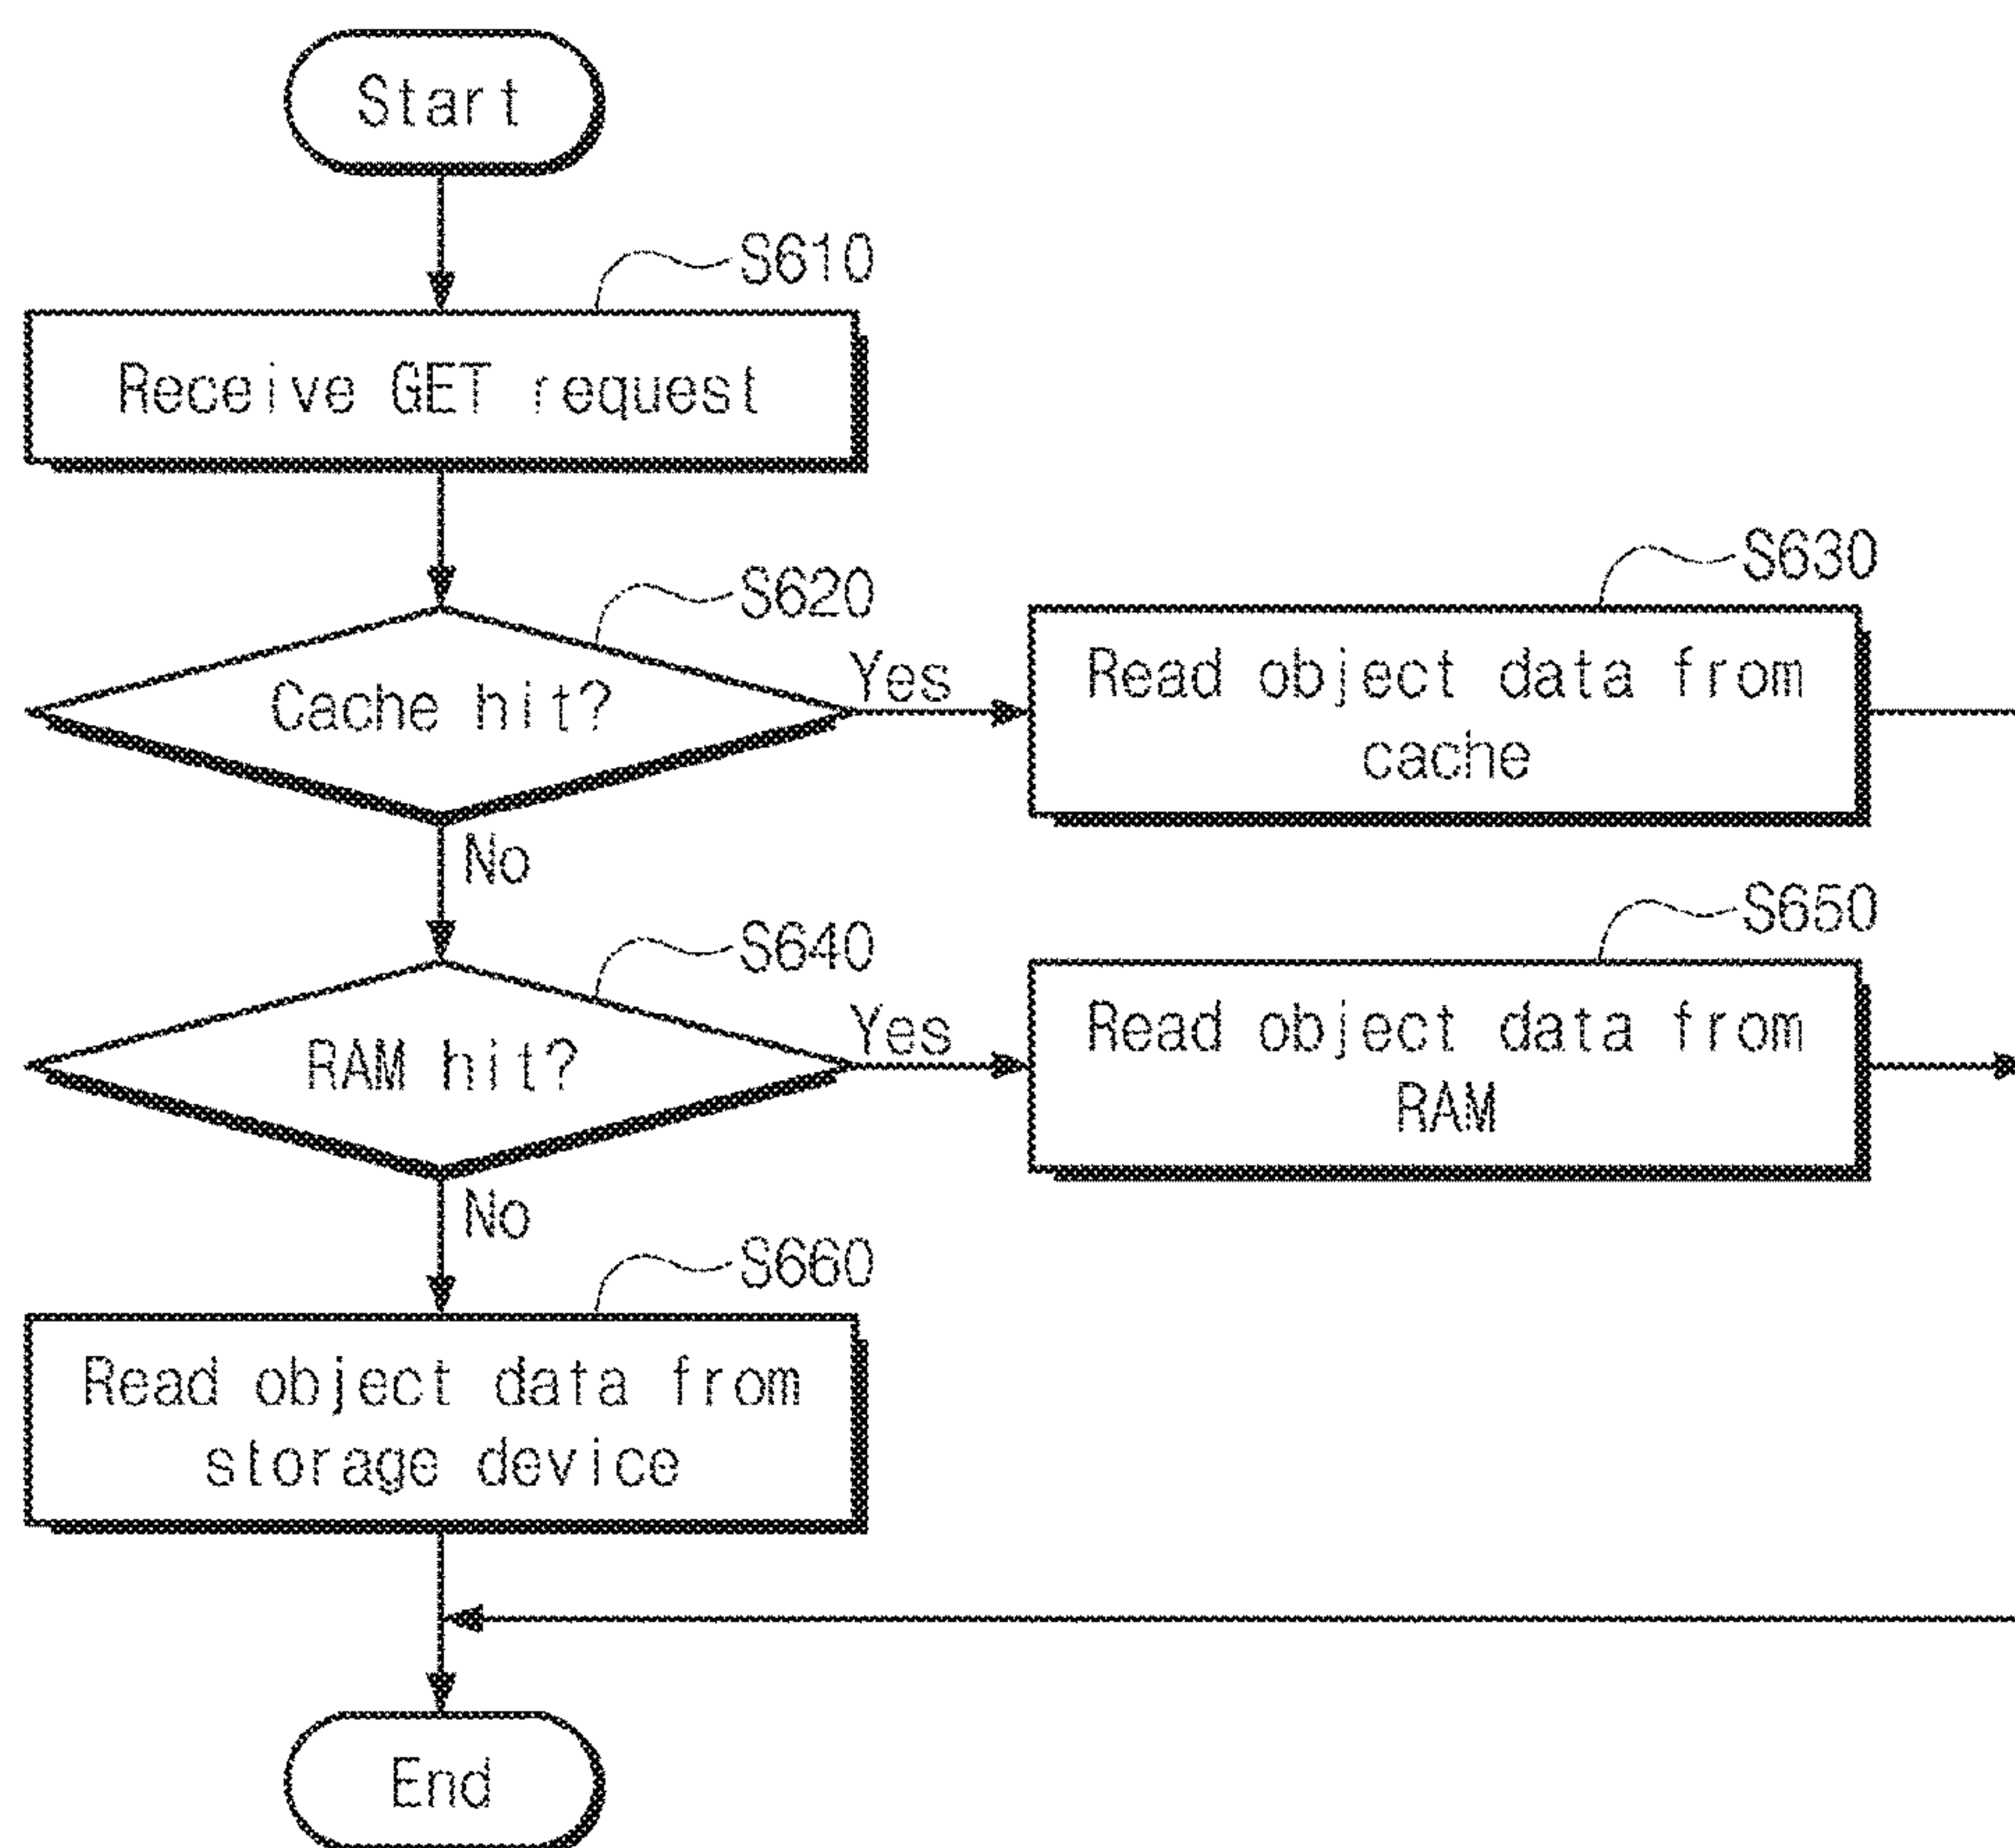 Start
S610
Receive GET request
S620
Cache hit?
Yes
S630
Read object data from
cache
No
S640
RAM hit?
Yes
S650
Read object data from
RAM
No
S660
Read object data from
storage device
End